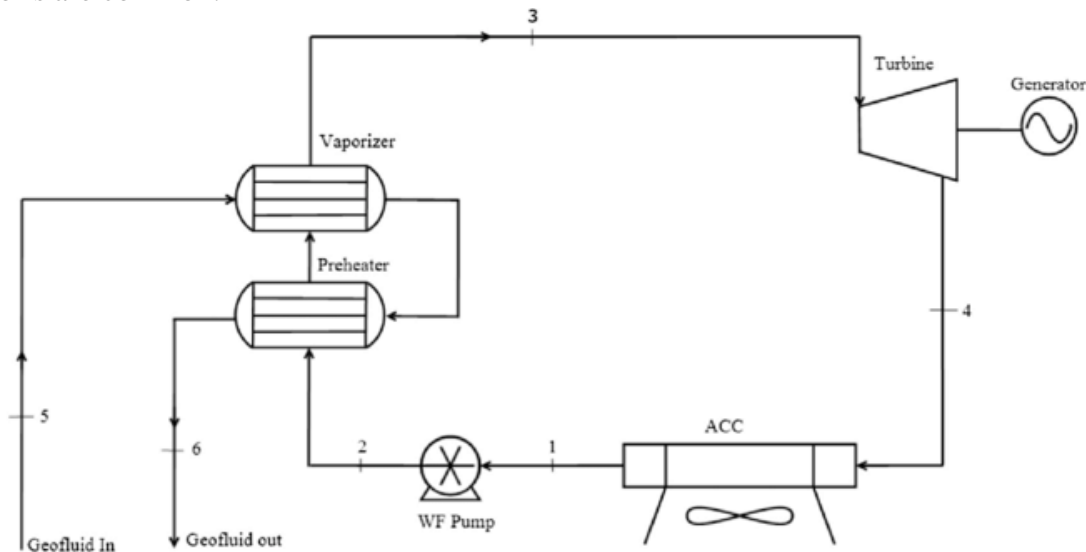 3
Turbine
Generator
Vaporizer
Preheater
4
5
ACC
6
2
1
WF Pump
Geofluid In
Geofluid out